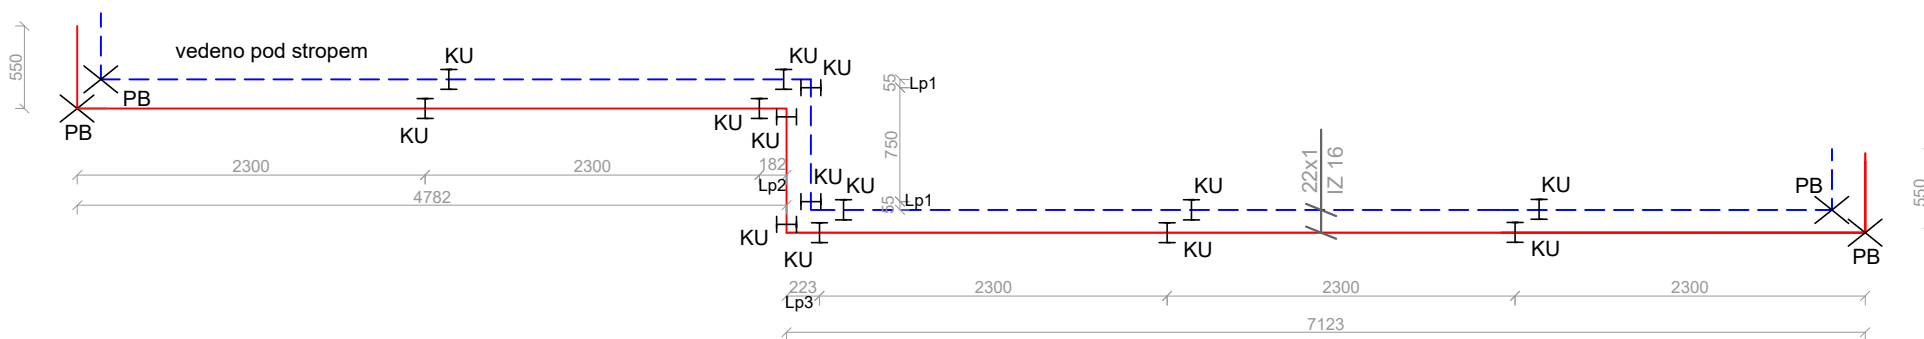 vedeno pod stropem
KU
KU
KU
550
PB
PB
KU
KU
KU
55
Lp1
750
2300
2300
182
Lp2
4782
KU
KU
55
Lp1
22x1
IZ 16
KU
KU
PB
550
KU
KU
KU
KU
PB
223
Lp3
2300
2300
2300
7123